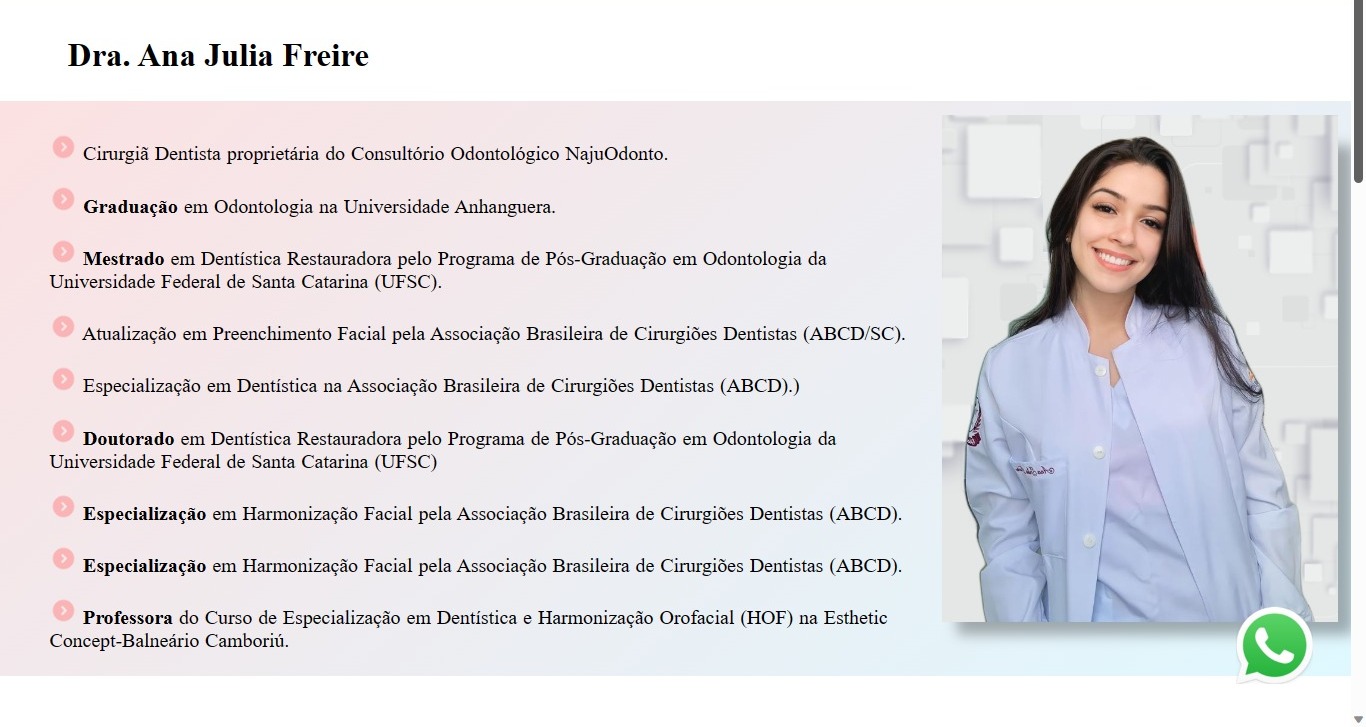 Dra. Ana Julia Freire
Cirurgiã Dentista proprietária do Consultório Odontológico NajuOdonto.
Graduação em Odontologia na Universidade Anhanguera.
Mestrado em Dentística Restauradora pelo Programa de Pós-Graduação em Odontologia da
Universidade Federal de Santa Catarina (UFSC).
Atualização em Preenchimento Facial pela Associação Brasileira de Cirurgiões Dentistas (ABCD/SC).
Especialização em Dentística na Associação Brasileira de Cirurgiões Dentistas (ABCD).)
Doutorado em Dentística Restauradora pelo Programa de Pós-Graduação em Odontologia da
Universidade Federal de Santa Catarina (UFSC)
Especialização em Harmonização Facial pela Associação Brasileira de Cirurgiões Dentistas (ABCD).
Especialização em Harmonização Facial pela Associação Brasileira de Cirurgiões Dentistas (ABCD).
Professora do Curso de Especialização em Dentística e Harmonização Orofacial (HOF) na Esthetic
Concept-Balneário Camboriú.